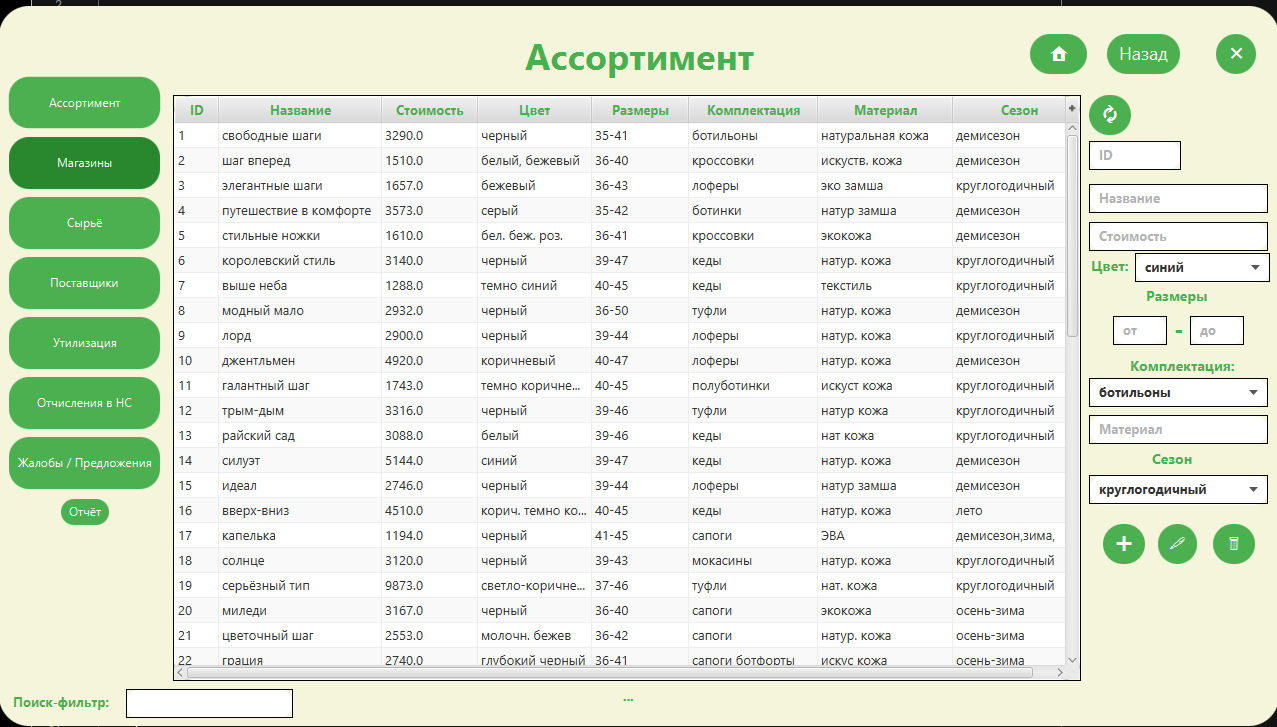 2
Ассортимент
Назад
Ассортимент
Магазины
Сырьё
Поставщики
Утилизация
Отчисления в НС
Жалобы / Предложения
Отчёт
ID Название Стоимость Цвет Размеры Комплектация Материал Сезон +
1 свободные шаги 3290.0 черный 35-41 ботильоны натуральная кожа демисезон
2 шаг вперед 1510.0 белый, бежевый 36-40 кроссовки искуств. кожа демисезон
3 элегантные шаги 1657.0 бежевый 36-43 лоферы эко замша круглогодичный
4 путешествие в комфорте 3573.0 серый 35-42 ботинки натур замша демисезон
5 стильные ножки 1610.0 бел. беж. роз. 36-41 кроссовки экокожа демисезон
6 королевский стиль 3140.0 черный 39-47 кеды натур. кожа круглогодичный
7 выше неба 1288.0 темно синий 40-45 кеды текстиль круглогодичный
8 модный мало 2932.0 черный 36-50 туфли натур. кожа демисезон
9 лорд 2900.0 черный 39-44 лоферы натур. кожа круглогодичный
10 джентльмен 4920.0 коричневый 40-47 лоферы натур. кожа демисезон
11 галантный шаг 1743.0 темно коричне... 40-45 полуботинки искуст кожа круглогодичный
12 трым-дым 3316.0 черный 39-46 туфли натур кожа круглогодичный
13 райский сад 3088.0 белый 39-46 кеды нат кожа круглогодичный
14 силуэт 5144.0 синий 39-47 кеды натур. кожа демисезон
15 идеал 2746.0 черный 39-44 лоферы натур замша демисезон
16 вверх-вниз 4510.0 корич. темно ко... 40-45 кеды натур. кожа лето
17 капелька 1194.0 черный 41-45 сапоги ЭВА демисезон,зима,
18 солнце 3120.0 черный 39-43 мокасины натур. кожа круглогодичный
19 серьёзный тип 9873.0 светло-коричне... 37-46 туфли нат. кожа круглогодичный
20 миледи 3167.0 черный 36-40 сапоги экокожа осень-зима
21 цветочный шаг 2553.0 молочн. бежев 36-42 сапоги натур. кожа осень-зима
22 грация 2740.0 глубокий черный 36-41 сапоги ботфорты искус кожа осень-зима
ID
Название
Стоимость
Цвет: синий
Размеры
от - до
Комплектация:
ботильоны
Материал
Сезон
круглогодичный
Поиск-фильтр:
...